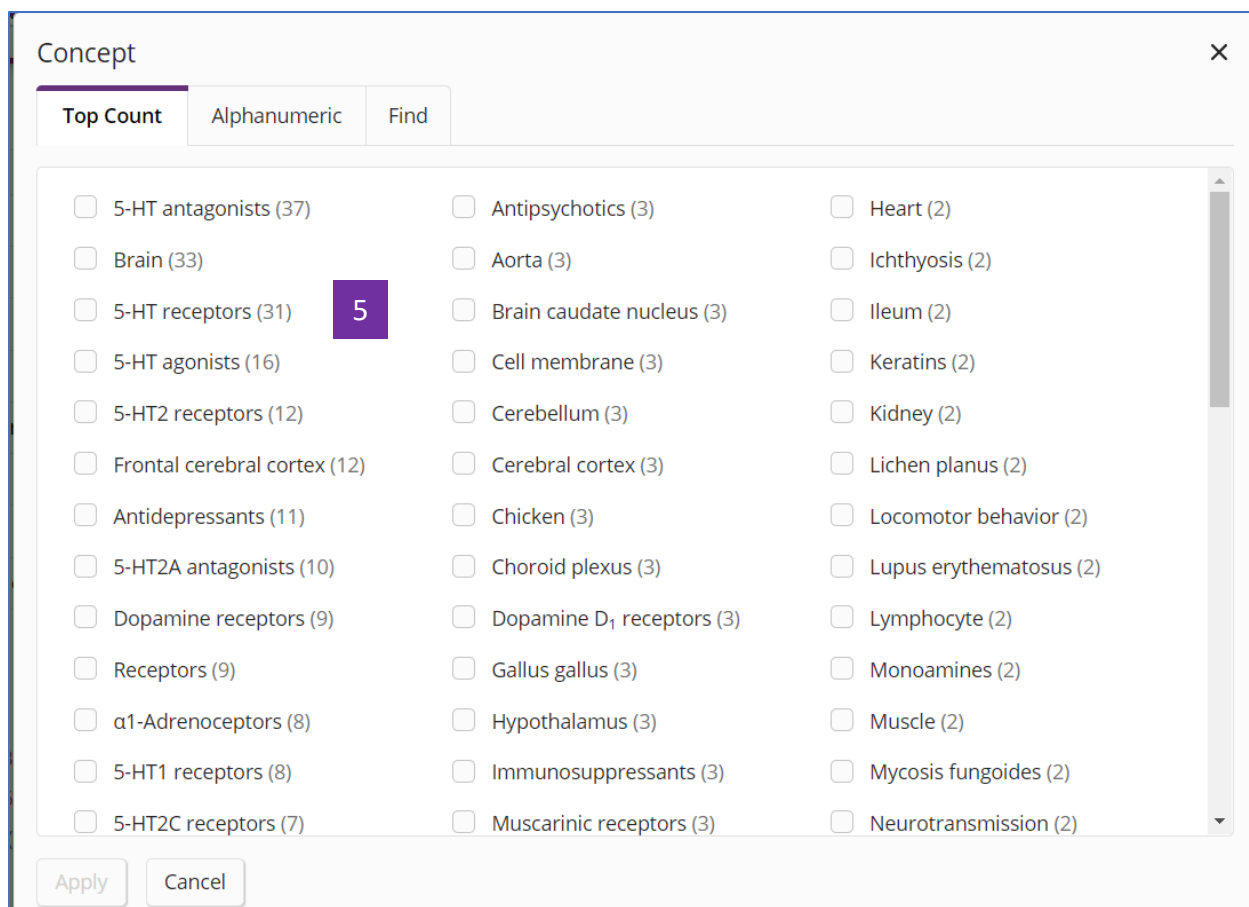 Concept
Top Count Alphanumeric Find
5-HT antagonists (37)
Brain (33)
5-HT receptors (31) 5
5-HT agonists (16)
5-HT2 receptors (12)
Frontal cerebral cortex (12)
Antidepressants (11)
5-HT2A antagonists (10)
Dopamine receptors (9)
Receptors (9)
α1-Adrenoceptors (8)
5-HT1 receptors (8)
5-HT2C receptors (7)
Antipsychotics (3)
Aorta (3)
Brain caudate nucleus (3)
Cell membrane (3)
Cerebellum (3)
Cerebral cortex (3)
Chicken (3)
Choroid plexus (3)
Dopamine D₁ receptors (3)
Gallus gallus (3)
Hypothalamus (3)
Immunosuppressants (3)
Muscarinic receptors (3)
Heart (2)
Ichthyosis (2)
Ileum (2)
Keratins (2)
Kidney (2)
Lichen planus (2)
Locomotor behavior (2)
Lupus erythematosus (2)
Lymphocyte (2)
Monoamines (2)
Muscle (2)
Mycosis fungoides (2)
Neurotransmission (2)
Apply Cancel